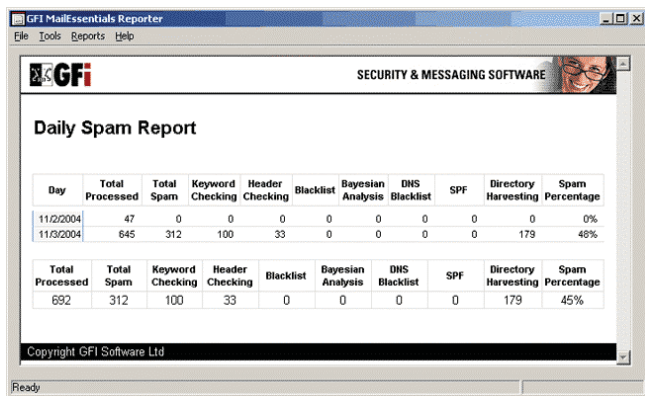 GFI MailEssentials Reporter
File Tools Reports Help
GFi SECURITY & MESSAGING SOFTWARE
Daily Spam Report
Day Total Processed Total Spam Keyword Checking Header Checking Blacklist Bayesian Analysis DNS Blacklist SPF Directory Harvesting Spam Percentage
11/2/2004 47 0 0 0 0 0 0 0 0 0%
11/3/2004 645 312 100 33 0 0 0 0 179 48%
Total Processed Total Spam Keyword Checking Header Checking Blacklist Bayesian Analysis DNS Blacklist SPF Directory Harvesting Spam Percentage
692 312 100 33 0 0 0 0 179 45%
Copyright GFI Software Ltd
Ready